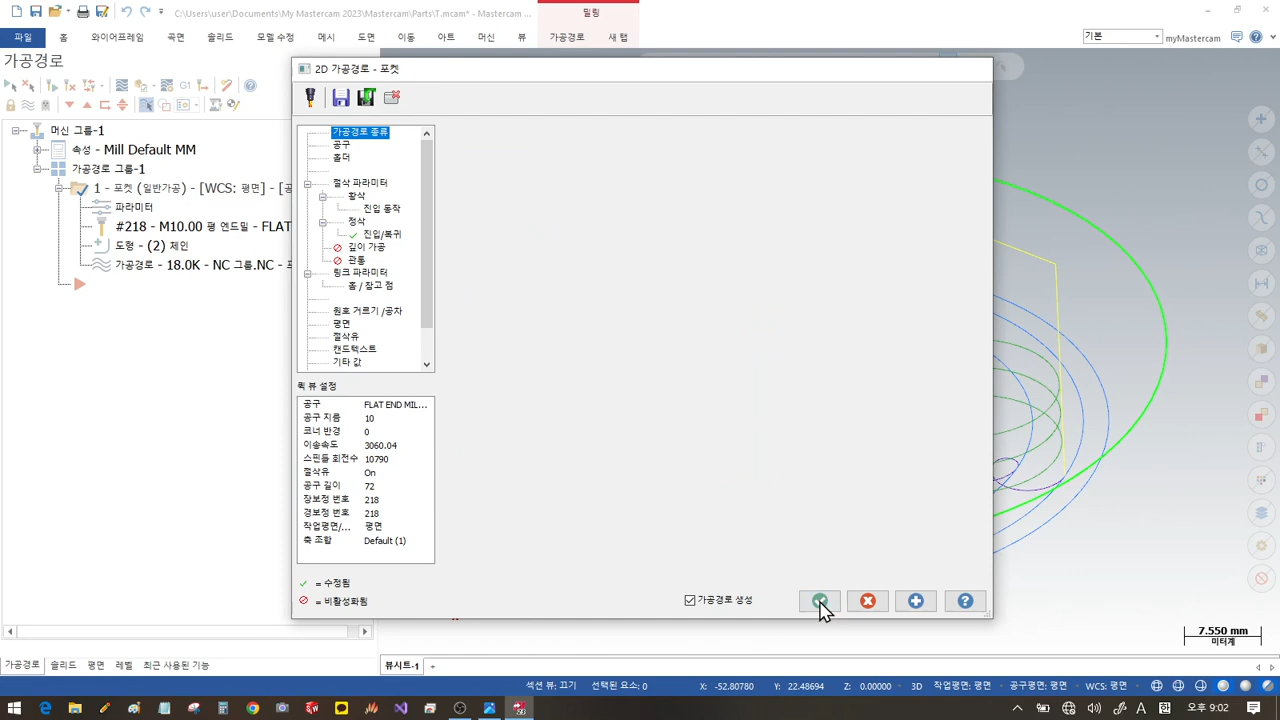 C:\Users\user\Documents\My Mastercam 2023\Mastercam\Parts\T.mcam* - Mastercam ...
밀링
파일
홈
와이어프레임
곡면
솔리드
모델 수정
메시
도면
이동
아트
머신
뷰
가공경로
새 탭
기본
myMastercam
가공경로
G1
머신 그룹-1
속성 - Mill Default MM
가공경로 그룹-1
1 - 포켓 (일반가공) - [WCS: 평면] - [공
파라미터
#218 - M10.00 평 엔드밀 - FLAT
도형 - (2) 체인
가공경로 - 18.0K - NC 그룹.NC - 포
2D 가공경로 - 포켓
가공경로 종류
공구
홀더
절삭 파라미터
황삭
진입 동작
정삭
진입/복귀
깊이 가공
관통
링크 파라미터
홈 / 참고 점
원호 거르기 /공차
평면
절삭유
캔드텍스트
기타 값
퀵 뷰 설정
공구 FLAT END MIL...
공구 지름 10
코너 반경 0
이송속도 3060.04
스핀들 회전수 10790
절삭유 On
공구 길이 72
장보정 번호 218
경보정 번호 218
작업평면/... 평면
축 조합 Default (1)
= 수정됨
= 비활성화됨
가공경로 생성
7.550 mm
미터계
가공경로
솔리드
평면
레벨
최근 사용된 기능
뷰시트-1
+
섹션 뷰: 끄기
선택된 요소: 0
X: -52.80780
Y: 22.48694
Z: 0.00000
3D
작업평면: 평면
공구평면: 평면
WCS: 평면
A
한
오후 9:02